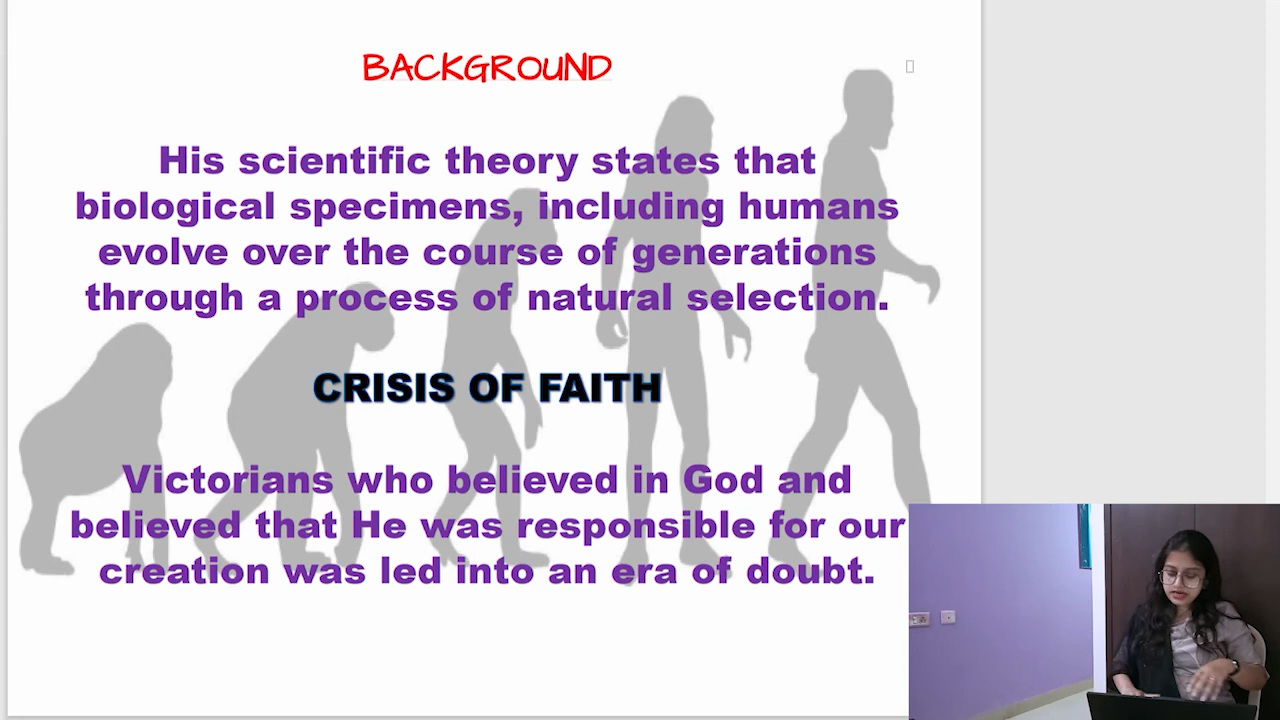 BACKGROUND
His scientific theory states that
biological specimens, including humans
evolve over the course of generations
through a process of natural selection.
CRISIS OF FAITH
Victorians who believed in God and
believed that He was responsible for our
creation was led into an era of doubt.